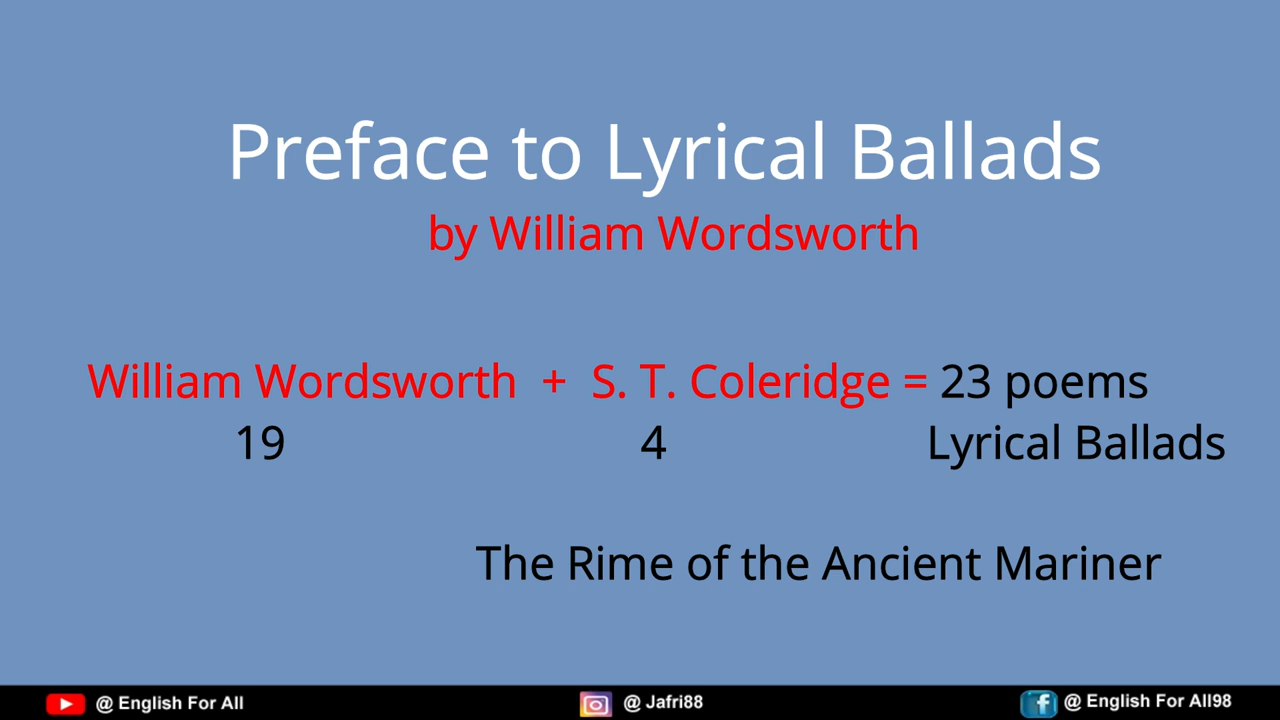 Preface to Lyrical Ballads
by William Wordsworth
William Wordsworth + S. T. Coleridge = 23 poems
19 4 Lyrical Ballads
The Rime of the Ancient Mariner
@ English For All @ Jafri88 @ English For All98